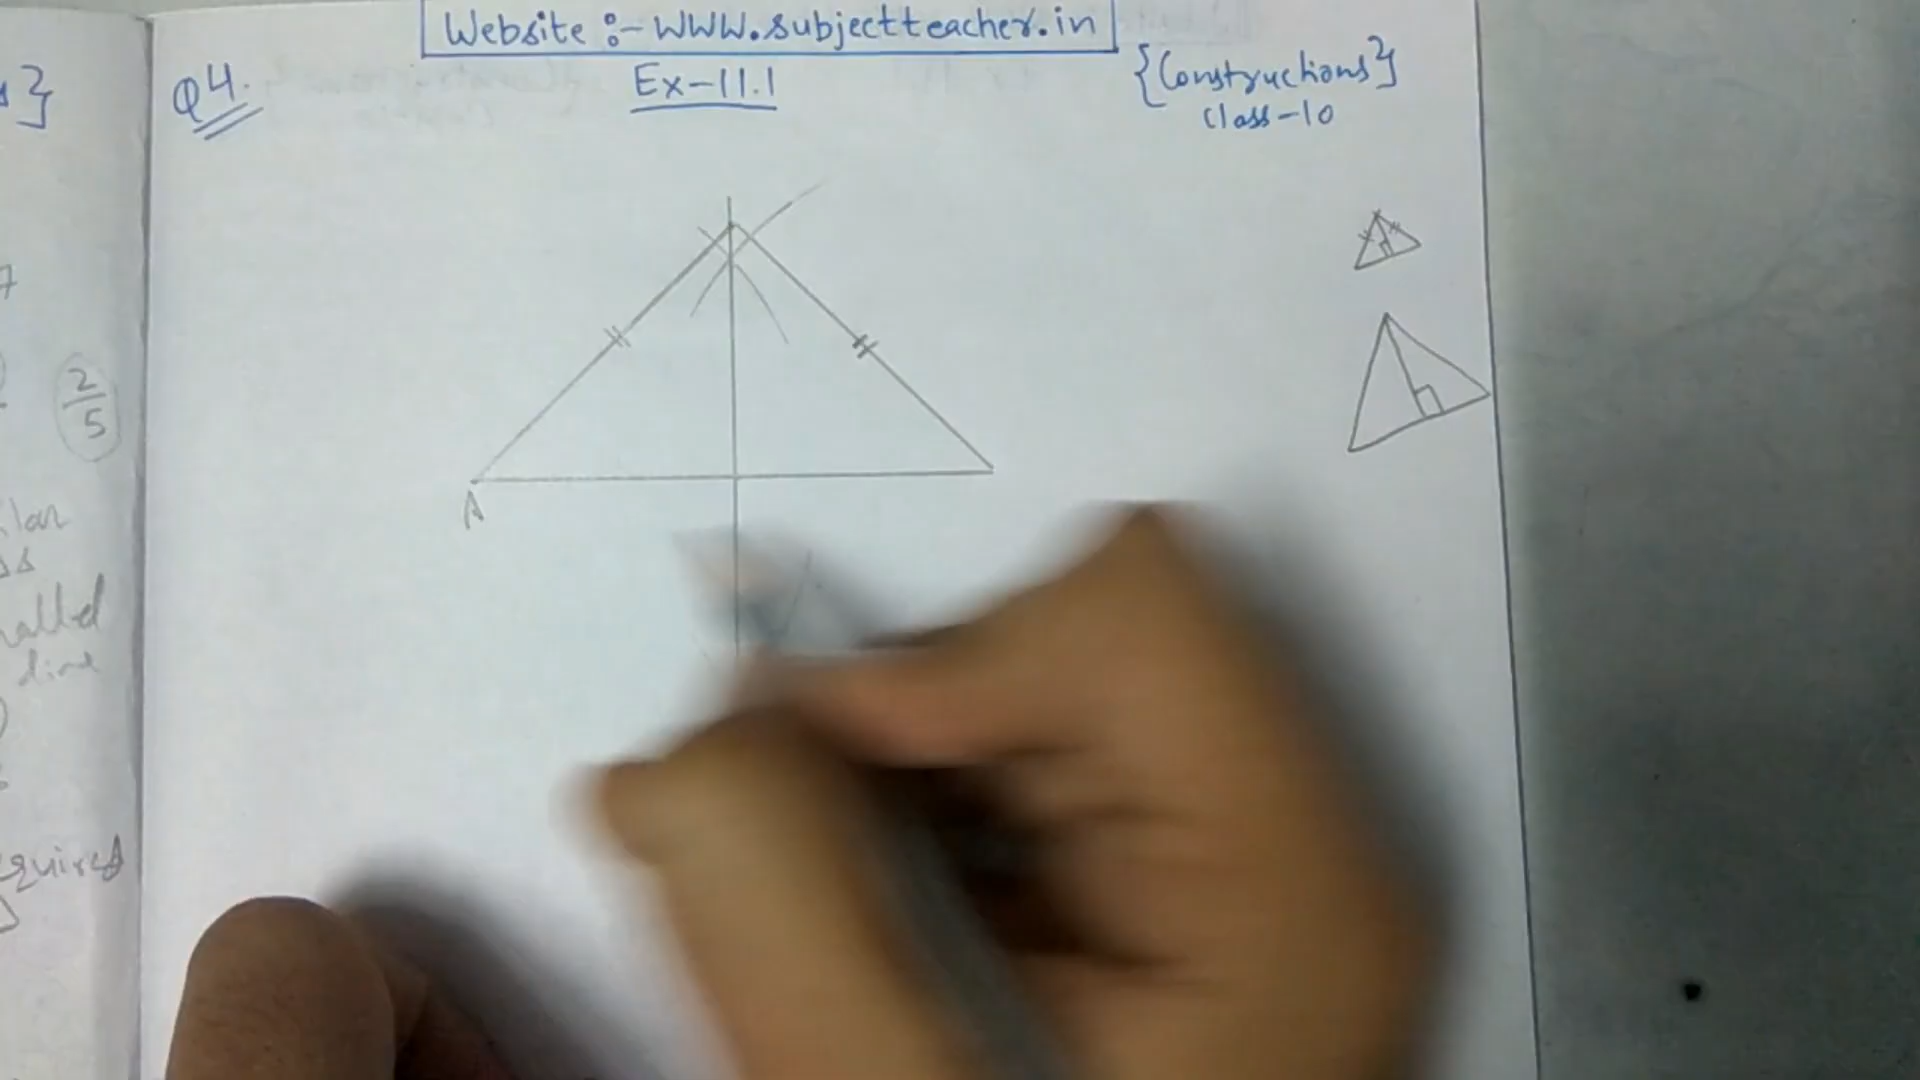 Website :- WWW.subjectteacher.in
Q4.
Ex-11.1
{Constructions}
Class-10
2
5
A